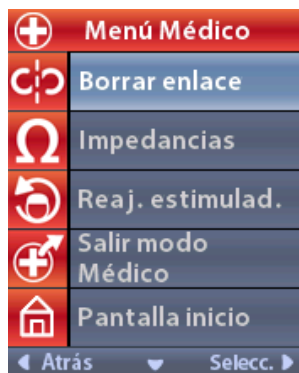 Menú Médico
Borrar enlace
Impedancias
Reaj. estimulad.
Salir modo
Médico
Pantalla inicio
Atrás Selecc.